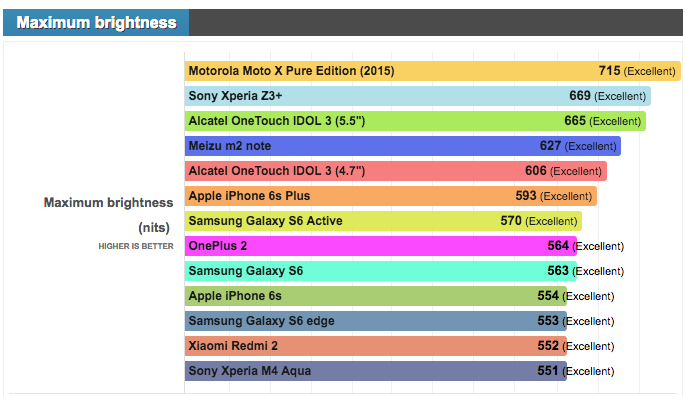 Maximum brightness
Motorola Moto X Pure Edition (2015) 715 (Excellent)
Sony Xperia Z3+ 669 (Excellent)
Alcatel OneTouch IDOL 3 (5.5") 665 (Excellent)
Meizu m2 note 627 (Excellent)
Alcatel OneTouch IDOL 3 (4.7") 606 (Excellent)
Maximum brightness
(nits)
HIGHER IS BETTER
Apple iPhone 6s Plus 593 (Excellent)
Samsung Galaxy S6 Active 570 (Excellent)
OnePlus 2 564 (Excellent)
Samsung Galaxy S6 563 (Excellent)
Apple iPhone 6s 554 (Excellent)
Samsung Galaxy S6 edge 553 (Excellent)
Xiaomi Redmi 2 552 (Excellent)
Sony Xperia M4 Aqua 551 (Excellent)